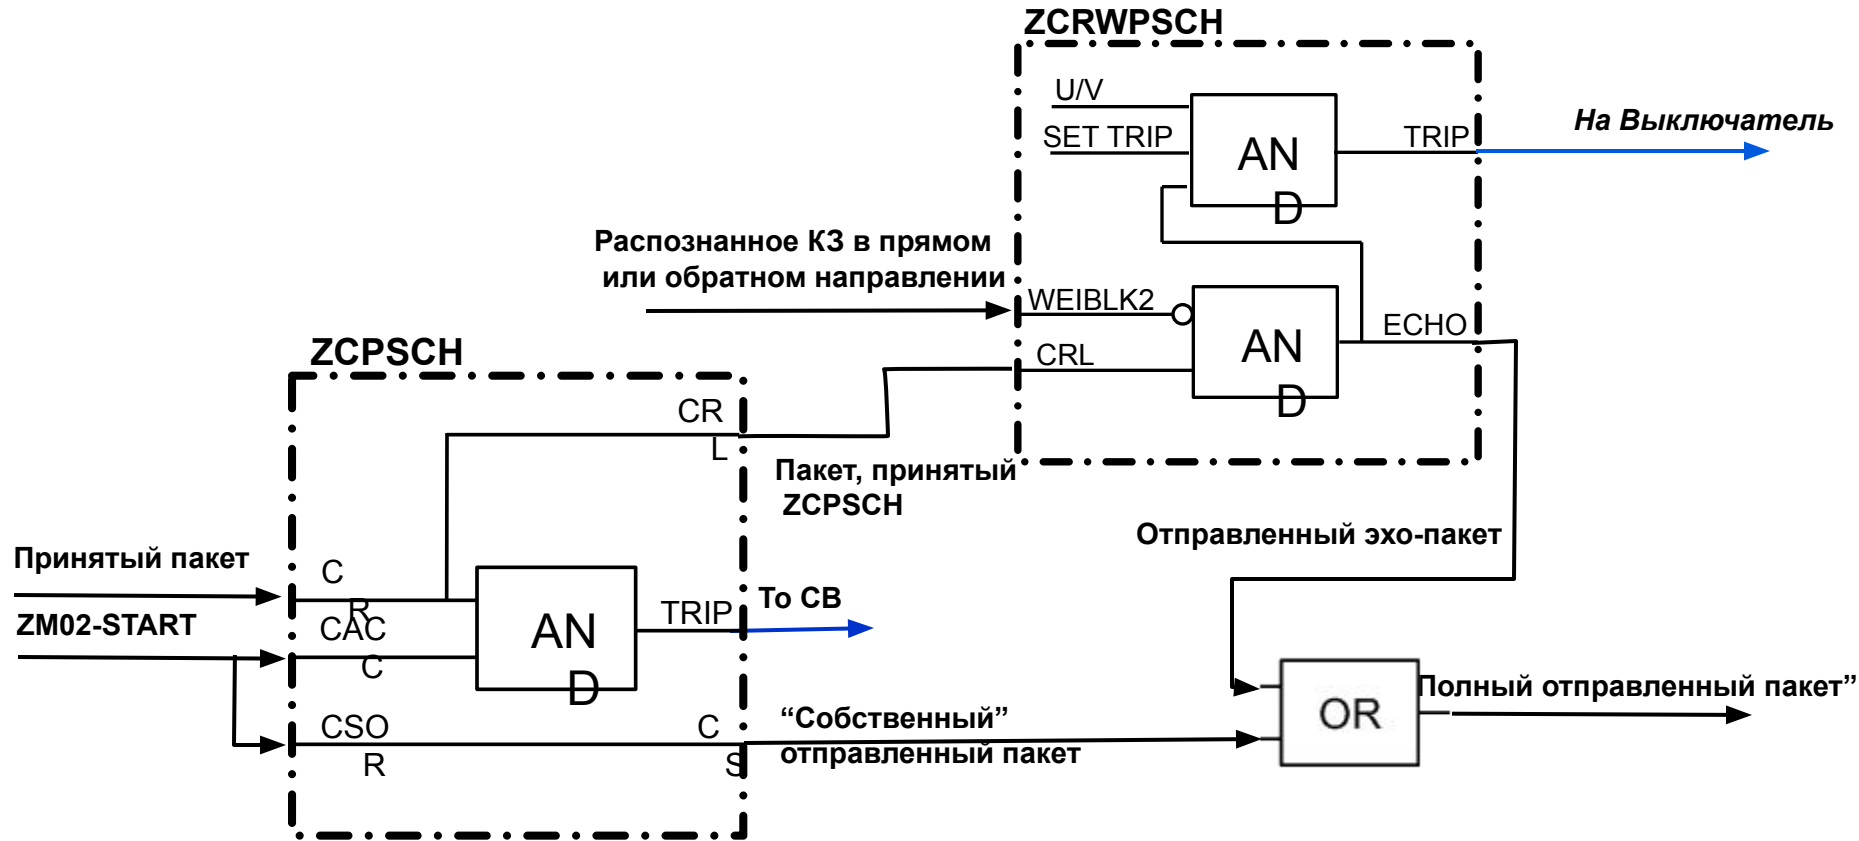 ZCRWPSCH
U/V
SET TRIP
AN
D
TRIP
На Выключатель
Распознанное КЗ в прямом
или обратном направлении
WEIBLK2
CRL
AN
D
ECHO
ZCPSCH
CR
L
Пакет, принятый
ZCPSCH
Отправленный эхо-пакет
Принятый пакет
C
R
ZM02-START
CAC
C
AN
D
TRIP
To CB
CSO
R
C
S
“Собственный”
отправленный пакет
OR
Полный отправленный пакет”